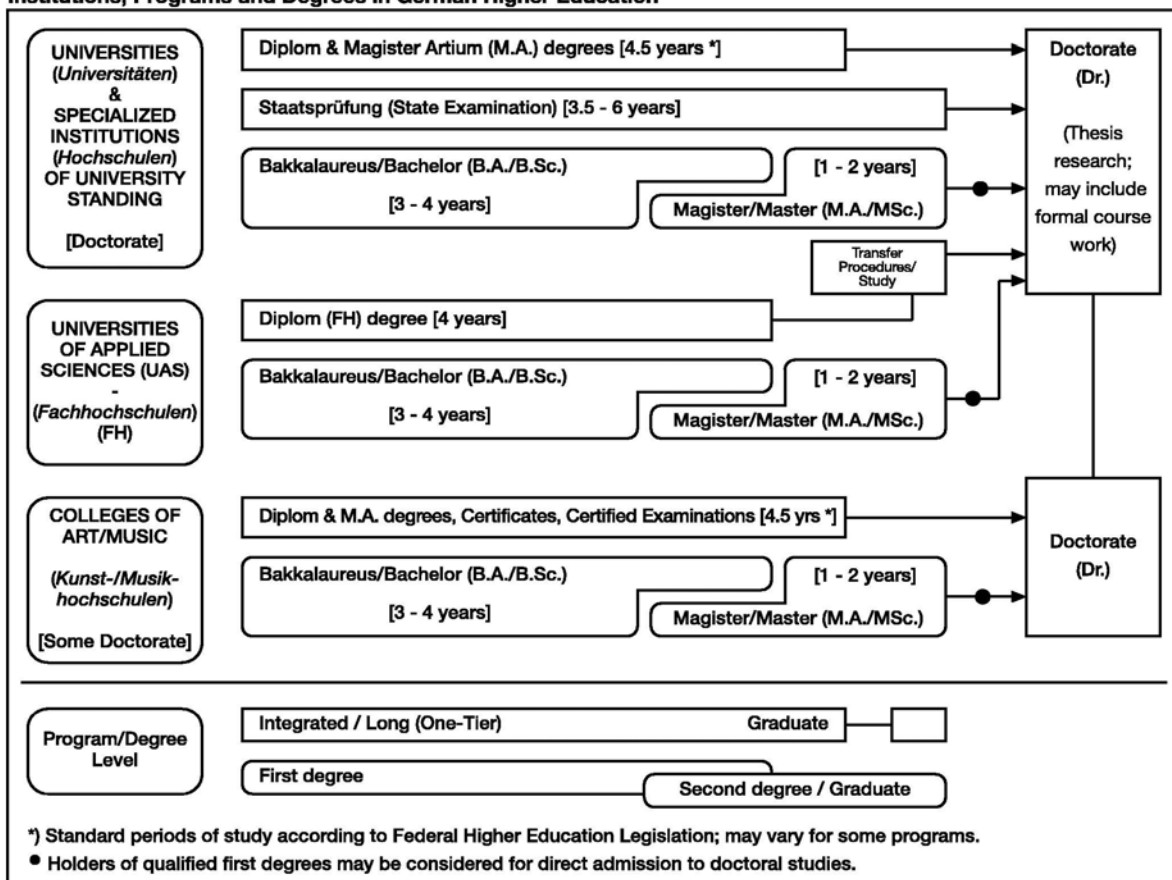 Institutions, Programs and Degrees in German Higher Education
UNIVERSITIES
(Universitäten)
&
SPECIALIZED
INSTITUTIONS
(Hochschulen)
OF UNIVERSITY
STANDING
[Doctorate]
Diplom & Magister Artium (M.A.) degrees [4.5 years *]
Staatsprüfung (State Examination) [3.5 - 6 years]
Bakkalaureus/Bachelor (B.A./B.Sc.)
[3 - 4 years]
[1 - 2 years]
Magister/Master (M.A./MSc.)
Transfer
Procedures/
Study
Doctorate
(Dr.)
(Thesis
research;
may include
formal course
work)
UNIVERSITIES
OF APPLIED
SCIENCES (UAS)
-
(Fachhochschulen)
(FH)
Diplom (FH) degree [4 years]
Bakkalaureus/Bachelor (B.A./B.Sc.)
[3 - 4 years]
[1 - 2 years]
Magister/Master (M.A./MSc.)
COLLEGES OF
ART/MUSIC
(Kunst-/Musik-
hochschulen)
[Some Doctorate]
Diplom & M.A. degrees, Certificates, Certified Examinations [4.5 yrs *]
Bakkalaureus/Bachelor (B.A./B.Sc.)
[3 - 4 years]
[1 - 2 years]
Magister/Master (M.A./MSc.)
Doctorate
(Dr.)
Program/Degree
Level
Integrated / Long (One-Tier) Graduate
First degree
Second degree / Graduate
*) Standard periods of study according to Federal Higher Education Legislation; may vary for some programs.
● Holders of qualified first degrees may be considered for direct admission to doctoral studies.